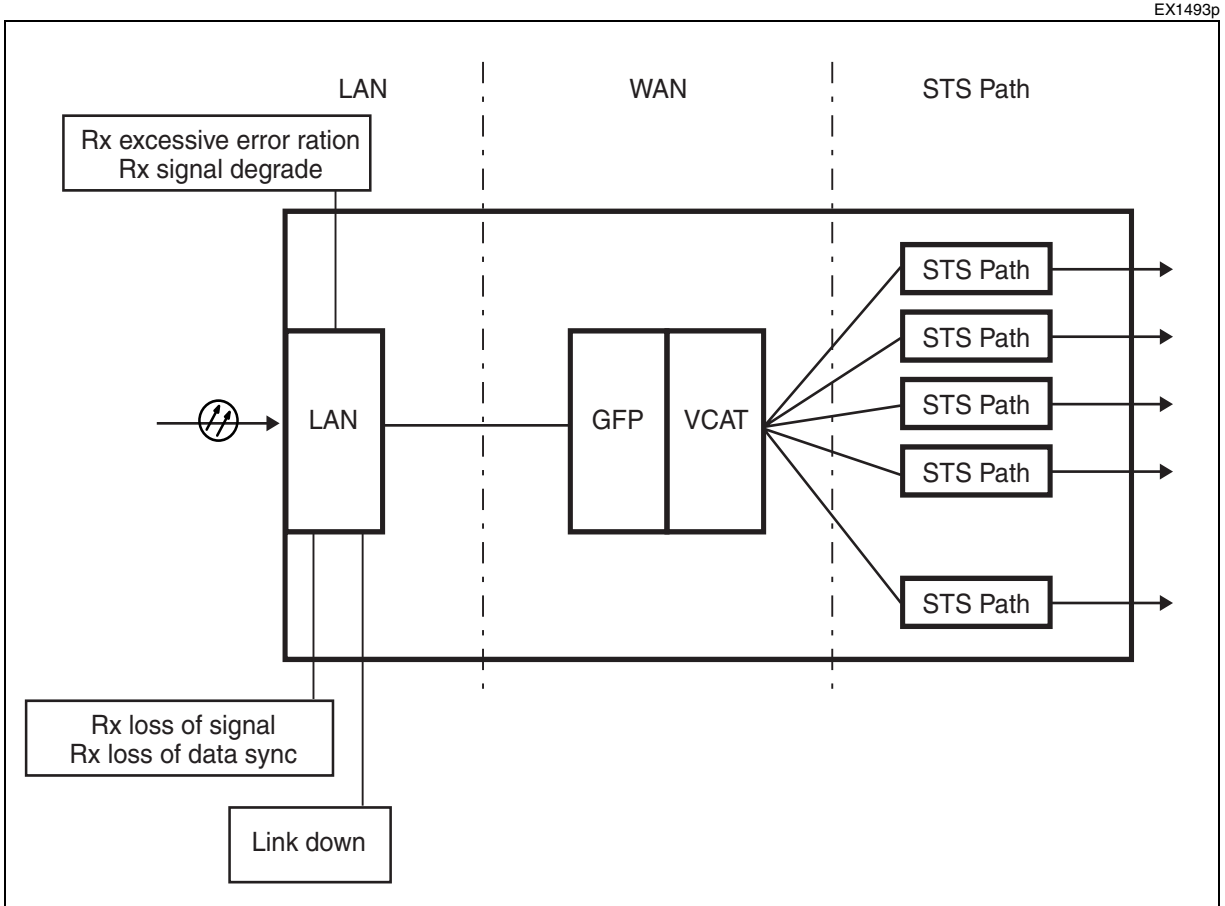 EX1493p
LAN
WAN
STS Path
Rx excessive error ration
Rx signal degrade
STS Path
STS Path
STS Path
STS Path
STS Path
LAN
GFP
VCAT
Rx loss of signal
Rx loss of data sync
Link down